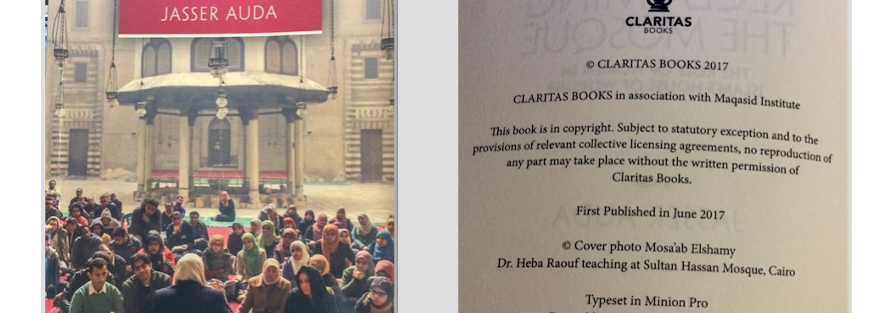 JASSER AUDA
CLARITAS
BOOKS
© CLARITAS BOOKS 2017
CLARITAS BOOKS in association with Maqasid Institute
This book is in copyright. Subject to statutory exception and to the
provisions of relevant collective licensing agreements, no reproduction of
any part may take place without the written permission of
Claritas Books.
First Published in June 2017
© Cover photo Mosa'ab Elshamy
Dr. Heba Raouf teaching at Sultan Hassan Mosque, Cairo
Typeset in Minion Pro